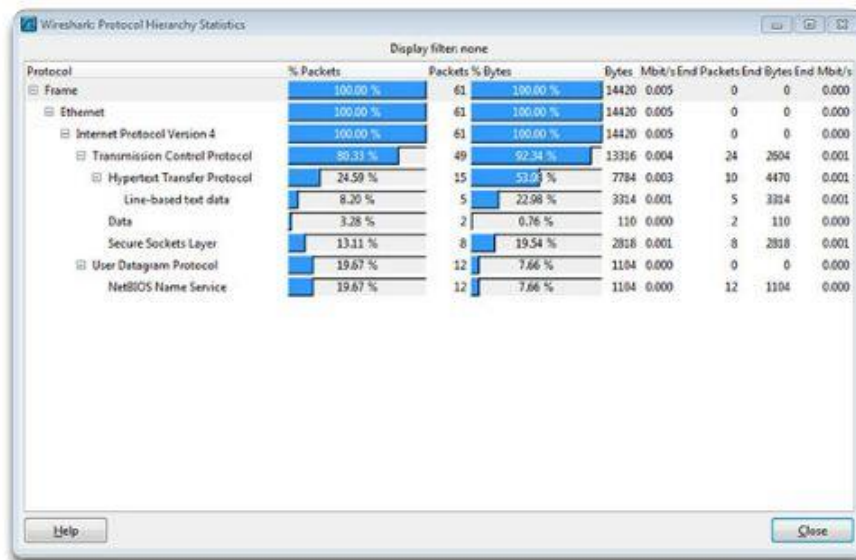 Wireshark: Protocol Hierarchy Statistics
Display filter: none
Protocol % Packets Packets % Bytes Bytes Mbit/s End Packets End Bytes End Mbit/s
Frame 100.00 % 61 100.00 % 14420 0.005 0 0 0.000
Ethernet 100.00 % 61 100.00 % 14420 0.005 0 0 0.000
Internet Protocol Version 4 100.00 % 61 100.00 % 14420 0.005 0 0 0.000
Transmission Control Protocol 80.33 % 49 92.34 % 13316 0.004 24 2604 0.001
Hypertext Transfer Protocol 24.59 % 15 53.98 % 7784 0.003 10 4470 0.001
Line-based text data 8.20 % 5 22.98 % 3314 0.001 5 3314 0.001
Data 3.28 % 2 0.76 % 110 0.000 2 110 0.000
Secure Sockets Layer 13.11 % 8 19.54 % 2818 0.001 8 2818 0.001
User Datagram Protocol 19.67 % 12 7.66 % 1104 0.000 0 0 0.000
NetBIOS Name Service 19.67 % 12 7.66 % 1104 0.000 12 1104 0.000
Help Close